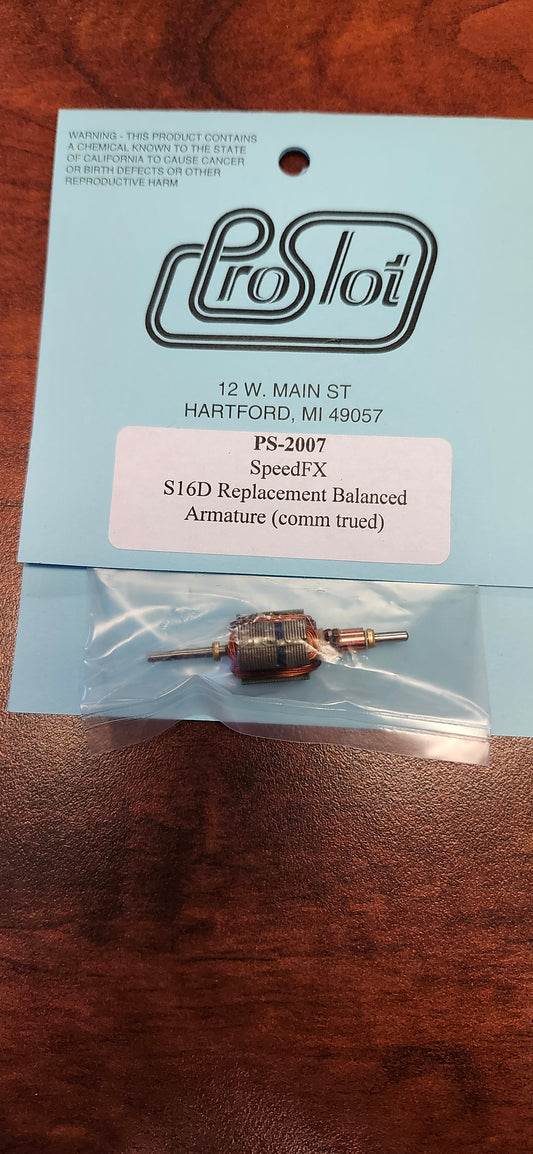 WARNING - THIS PRODUCT CONTAINS
A CHEMICAL KNOWN TO THE STATE
OF CALIFORNIA TO CAUSE CANCER
OR BIRTH DEFECTS OR OTHER
REPRODUCTIVE HARM
ProSlot
12 W. MAIN ST
HARTFORD, MI 49057
PS-2007
SpeedFX
S16D Replacement Balanced
Armature (comm trued)